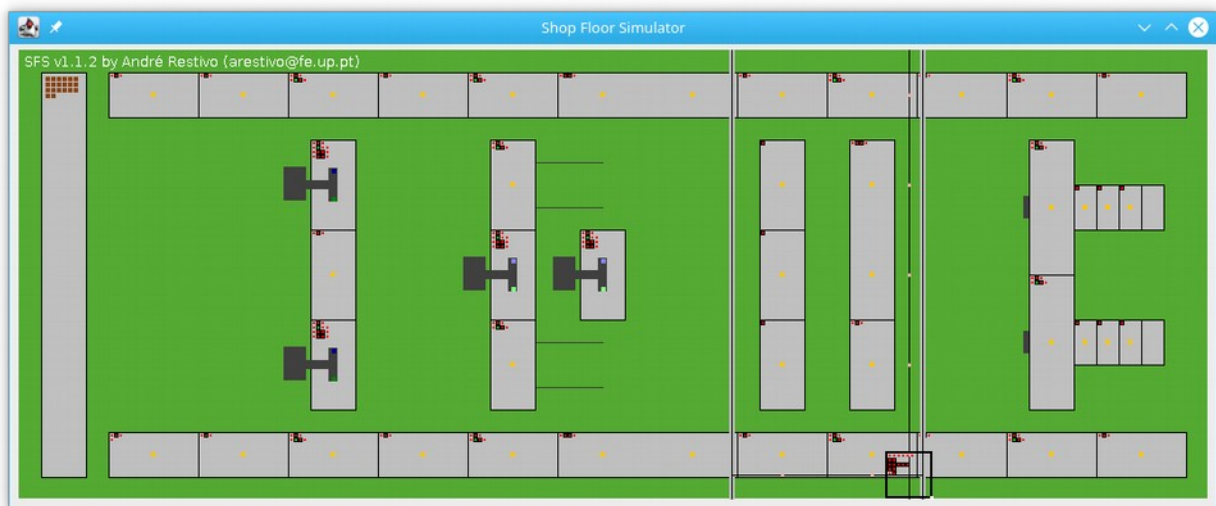 Shop Floor Simulator
SFS v1.1.2 by André Restivo (arestivo@fe.up.pt)